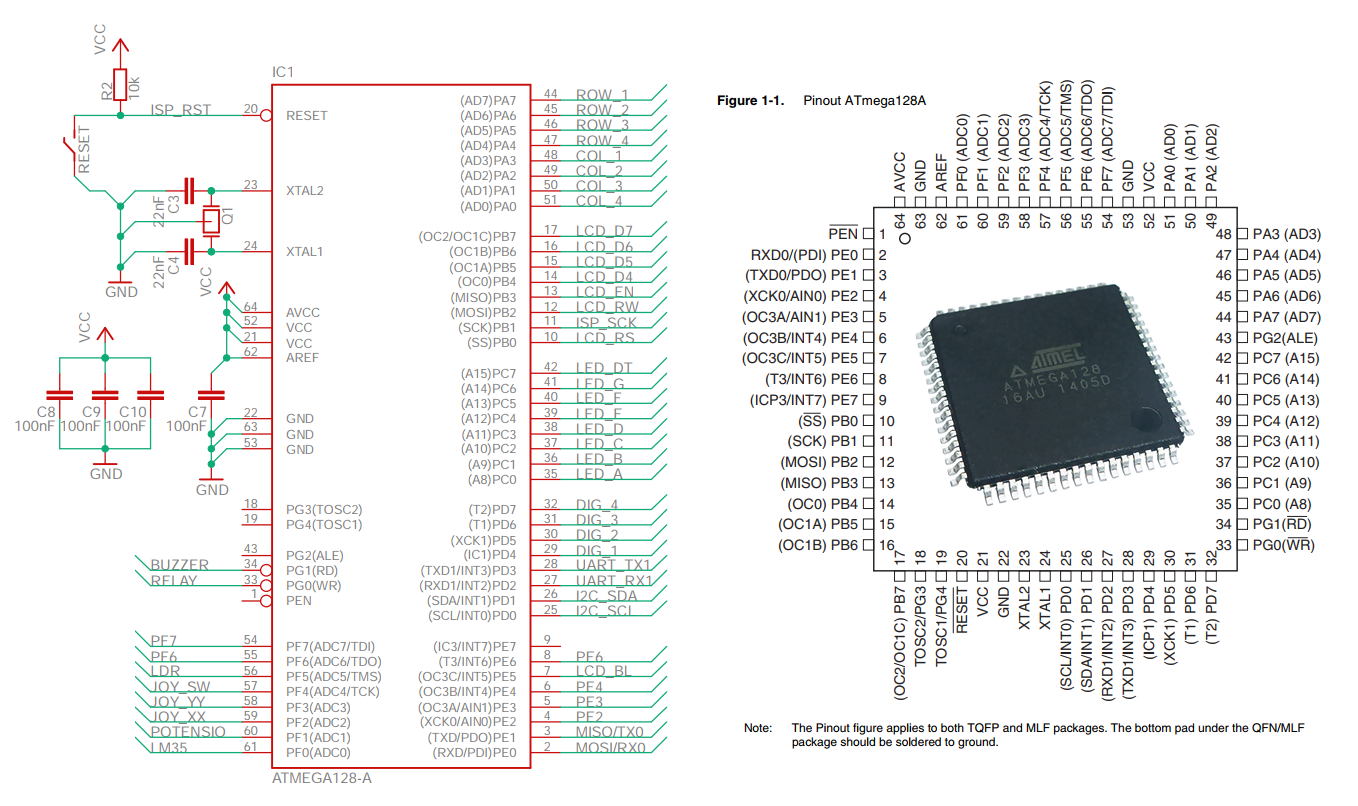 VCC
R2
10k
ISP_RST
RESET
22nF
C3
Q1
22nF
C4
GND
VCC
VCC
C8
C9
C10
100nF
100nF
100nF
GND
C7
100nF
GND
BUZZER
RELAY
PF7
PF6
LDR
JOY_SW
JOY_YY
JOY_XX
POTENSIO
LM35
IC1
20 RESET
23 XTAL2
24 XTAL1
64 AVCC
52 VCC
21 VCC
62 AREF
22 GND
63 GND
53 GND
18 PG3(TOSC2)
19 PG4(TOSC1)
43 PG2(ALE)
34 PG1(RD)
33 PG0(WR)
1 PEN
54 PF7(ADC7/TDI)
55 PF6(ADC6/TDO)
56 PF5(ADC5/TMS)
57 PF4(ADC4/TCK)
58 PF3(ADC3)
59 PF2(ADC2)
60 PF1(ADC1)
61 PF0(ADC0)
(AD7)PA7 44 ROW_1
(AD6)PA6 45 ROW_2
(AD5)PA5 46 ROW_3
(AD4)PA4 47 ROW_4
(AD3)PA3 48 COL_1
(AD2)PA2 49 COL_2
(AD1)PA1 50 COL_3
(AD0)PA0 51 COL_4
(OC2/OC1C)PB7 17 LCD_D7
(OC1B)PB6 16 LCD_D6
(OC1A)PB5 15 LCD_D5
(OC0)PB4 14 LCD_D4
(MISO)PB3 13 LCD_EN
(MOSI)PB2 12 LCD_RW
(SCK)PB1 11 ISP_SCK
(SS)PB0 10 LCD_RS
(A15)PC7 42 LED_DT
(A14)PC6 41 LED_G
(A13)PC5 40 LED_F
(A12)PC4 39 LED_E
(A11)PC3 38 LED_D
(A10)PC2 37 LED_C
(A9)PC1 36 LED_B
(A8)PC0 35 LED_A
(T2)PD7 32 DIG_4
(T1)PD6 31 DIG_3
(XCK1)PD5 30 DIG_2
(IC1)PD4 29 DIG_1
(TXD1/INT3)PD3 28 UART_TX1
(RXD1/INT2)PD2 27 UART_RX1
(SDA/INT1)PD1 26 I2C_SDA
(SCL/INT0)PD0 25 I2C_SCL
(IC3/INT7)PE7 9
(T3/INT6)PE6 8 PE6
(OC3C/INT5)PE5 7 LCD_BL
(OC3B/INT4)PE4 6 PE4
(OC3A/AIN1)PE3 5 PE3
(XCK0/AIN0)PE2 4 PE2
(TXD/PDO)PE1 3 MISO/TX0
(RXD/PDI)PE0 2 MOSI/RX0
ATMEGA128-A
Figure 1-1. Pinout ATmega128A
64 AVCC
63 GND
62 AREF
61 PF0 (ADC0)
60 PF1 (ADC1)
59 PF2 (ADC2)
58 PF3 (ADC3)
57 PF4 (ADC4/TCK)
56 PF5 (ADC5/TMS)
55 PF6 (ADC6/TDO)
54 PF7 (ADC7/TDI)
53 GND
52 VCC
51 PA0 (AD0)
50 PA1 (AD1)
49 PA2 (AD2)
PEN 1
RXD0/(PDI) PE0 2
(TXD0/PDO) PE1 3
(XCK0/AIN0) PE2 4
(OC3A/AIN1) PE3 5
(OC3B/INT4) PE4 6
(OC3C/INT5) PE5 7
(T3/INT6) PE6 8
(ICP3/INT7) PE7 9
(SS) PB0 10
(SCK) PB1 11
(MOSI) PB2 12
(MISO) PB3 13
(OC0) PB4 14
(OC1A) PB5 15
(OC1B) PB6 16
ATMEL
ATMEGA128
16AU 1405D
48 PA3 (AD3)
47 PA4 (AD4)
46 PA5 (AD5)
45 PA6 (AD6)
44 PA7 (AD7)
43 PG2(ALE)
42 PC7 (A15)
41 PC6 (A14)
40 PC5 (A13)
39 PC4 (A12)
38 PC3 (A11)
37 PC2 (A10)
36 PC1 (A9)
35 PC0 (A8)
34 PG1(RD)
33 PG0(WR)
(OC2/OC1C) PB7 17
TOSC2/PG3 18
TOSC1/PG4 19
RESET 20
VCC 21
GND 22
XTAL2 23
XTAL1 24
(SCL/INT0) PD0 25
(SDA/INT1) PD1 26
(RXD1/INT2) PD2 27
(TXD1/INT3) PD3 28
(ICP1) PD4 29
(XCK1) PD5 30
(T1) PD6 31
(T2) PD7 32
Note: The Pinout figure applies to both TQFP and MLF packages. The bottom pad under the QFN/MLF
package should be soldered to ground.